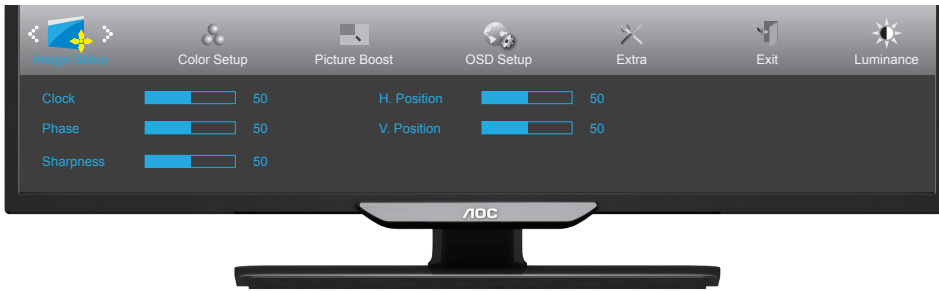 Image Setup Color Setup Picture Boost OSD Setup Extra Exit Luminance
Clock 50 H. Position 50
Phase 50 V. Position 50
Sharpness 50
AOC